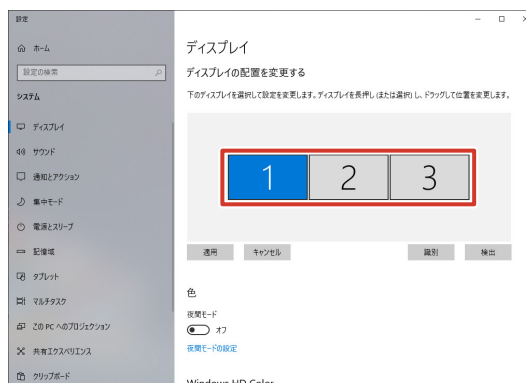 設定
ホーム
設定の検索
システム
ディスプレイ
サウンド
通知とアクション
集中モード
電源とスリープ
記憶域
タブレット
マルチタスク
この PC へのプロジェクション
共有エクスペリエンス
クリップボード
ディスプレイ
ディスプレイの配置を変更する
下のディスプレイを選択して設定を変更します。ディスプレイを長押し (または選択) し、ドラッグして位置を変更します。
1 2 3
適用 キャンセル 識別 検出
色
夜間モード
オフ
夜間モードの設定
Windows HD Color